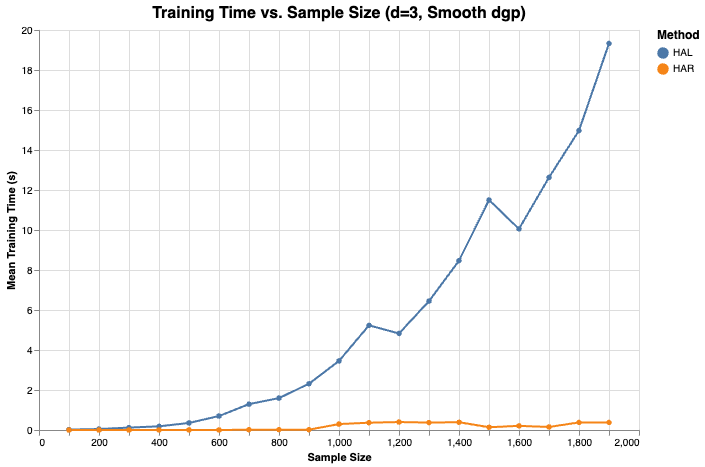 Training Time vs. Sample Size (d=3, Smooth dgp)
Method
HAL
HAR
Mean Training Time (s)
20
18
16
14
12
10
8
6
4
2
0
0 200 400 600 800 1,000 1,200 1,400 1,600 1,800 2,000
Sample Size